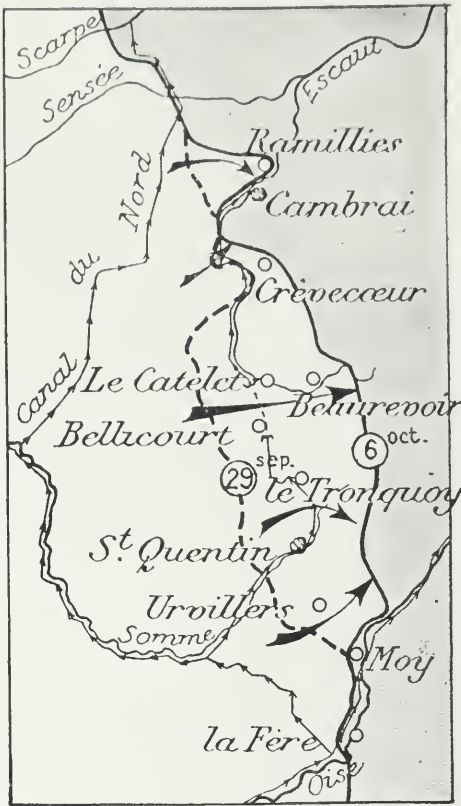 Scarpe
Sensée
Escaut
Ramillies
Nord
Cambrai
du
Crèvecœur
Canal
Le Catelet
Beaurevoir
Bellicourt
6 oct.
29 sep.
le Tronquoy
St. Quentin
Urvillers
Somme
Moÿ
la Fère
Oise